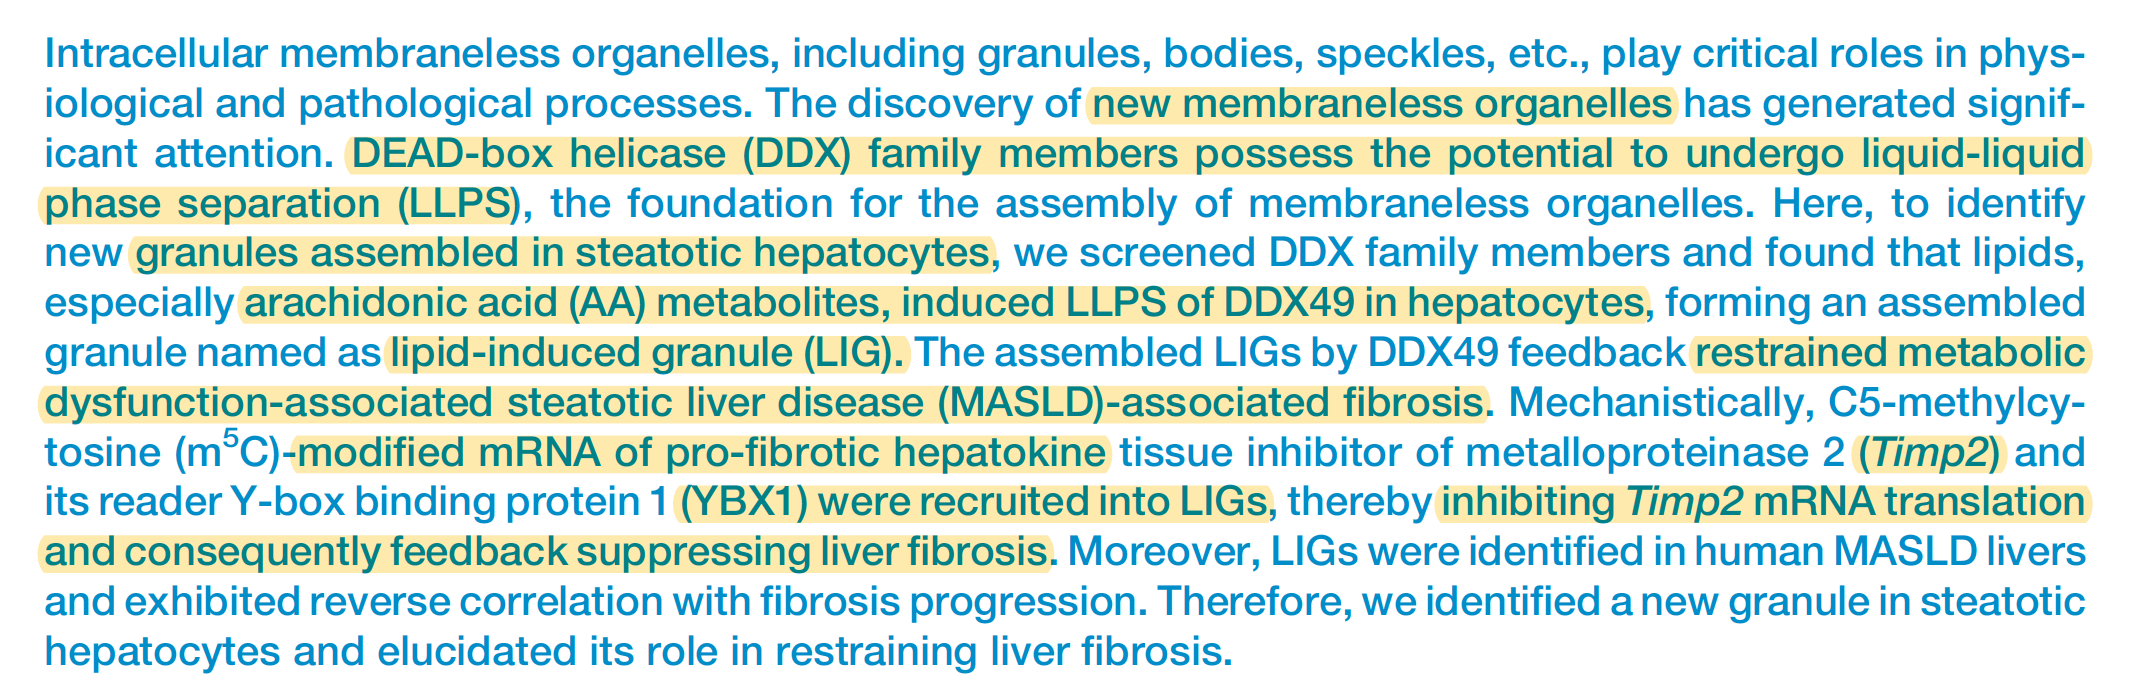 Intracellular membraneless organelles, including granules, bodies, speckles, etc., play critical roles in phys-
iological and pathological processes. The discovery of new membraneless organelles has generated signif-
icant attention. DEAD-box helicase (DDX) family members possess the potential to undergo liquid-liquid
phase separation (LLPS), the foundation for the assembly of membraneless organelles. Here, to identify
new granules assembled in steatotic hepatocytes, we screened DDX family members and found that lipids,
especially arachidonic acid (AA) metabolites, induced LLPS of DDX49 in hepatocytes, forming an assembled
granule named as lipid-induced granule (LIG). The assembled LIGs by DDX49 feedback restrained metabolic
dysfunction-associated steatotic liver disease (MASLD)-associated fibrosis. Mechanistically, C5-methylcy-
tosine (m⁵C)-modified mRNA of pro-fibrotic hepatokine tissue inhibitor of metalloproteinase 2 (Timp2) and
its reader Y-box binding protein 1 (YBX1) were recruited into LIGs, thereby inhibiting Timp2 mRNA translation
and consequently feedback suppressing liver fibrosis. Moreover, LIGs were identified in human MASLD livers
and exhibited reverse correlation with fibrosis progression. Therefore, we identified a new granule in steatotic
hepatocytes and elucidated its role in restraining liver fibrosis.